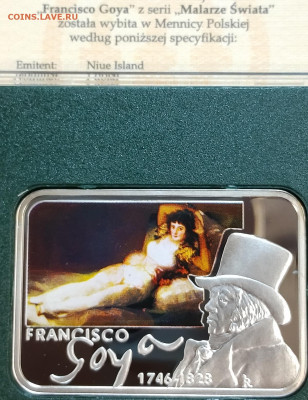 COINS.LAVE.RU
„Francisco Goya" z serii „Malarze Świata"
została wybita w Mennicy Polskiej
według poniższej specyfikacji:
Emitent: Niue Island
FRANCISCO
Goya
1746-1828